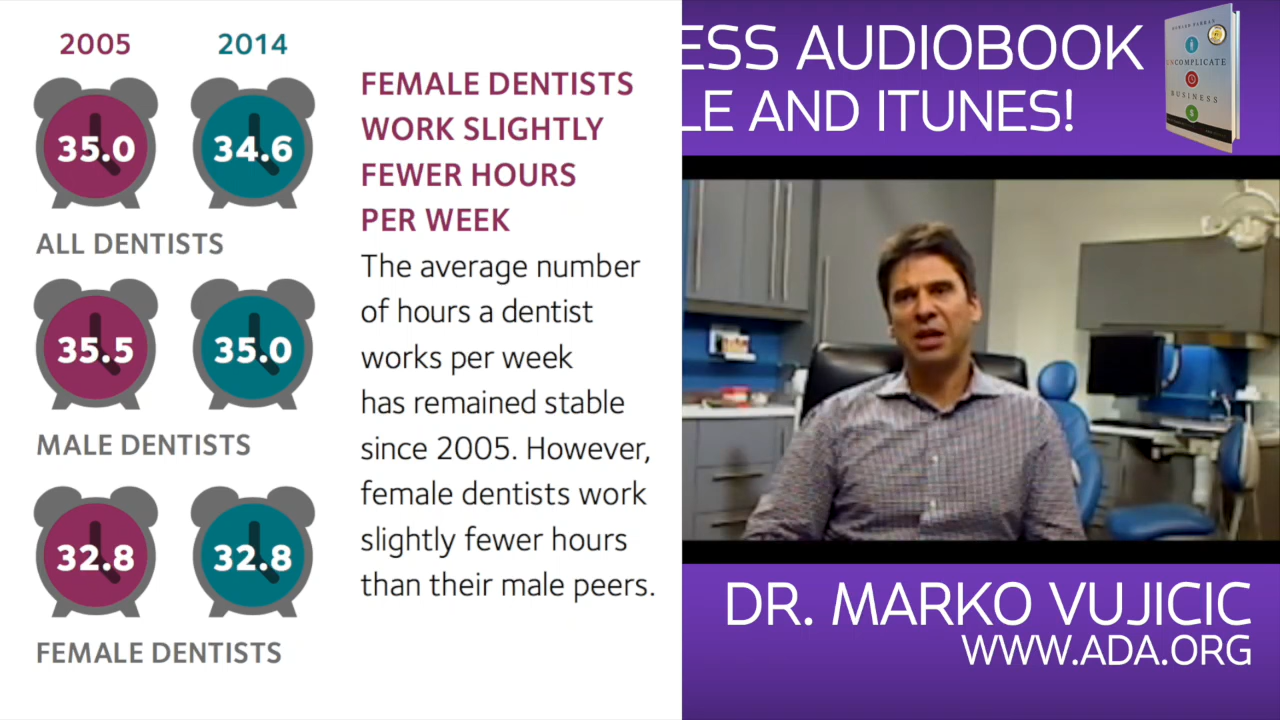 2005
2014
35.0
34.6
ALL DENTISTS
35.5
35.0
MALE DENTISTS
32.8
32.8
FEMALE DENTISTS
FEMALE DENTISTS
WORK SLIGHTLY
FEWER HOURS
PER WEEK
The average number
of hours a dentist
works per week
has remained stable
since 2005. However,
female dentists work
slightly fewer hours
than their male peers.
ESS AUDIOBOOK
LE AND ITUNES!
UNCOMPLICATE
BUSINESS
DR. MARKO VUJICIC
WWW.ADA.ORG